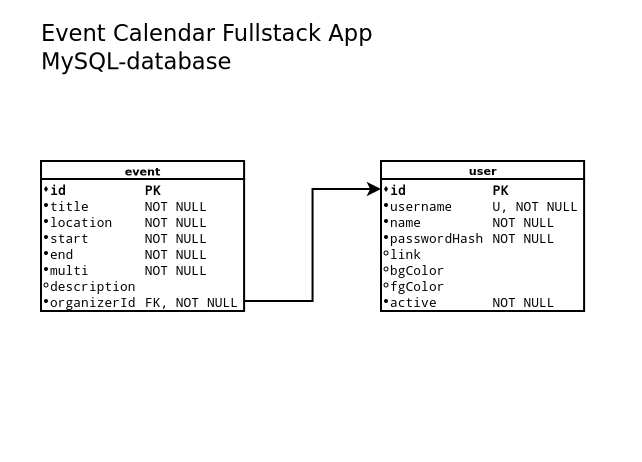 Event Calendar Fullstack App
MySQL-database
event
♦id PK
•title NOT NULL
•location NOT NULL
•start NOT NULL
•end NOT NULL
•multi NOT NULL
◦description
•organizerId FK, NOT NULL
user
♦id PK
•username U, NOT NULL
•name NOT NULL
•passwordHash NOT NULL
◦link
◦bgColor
◦fgColor
•active NOT NULL